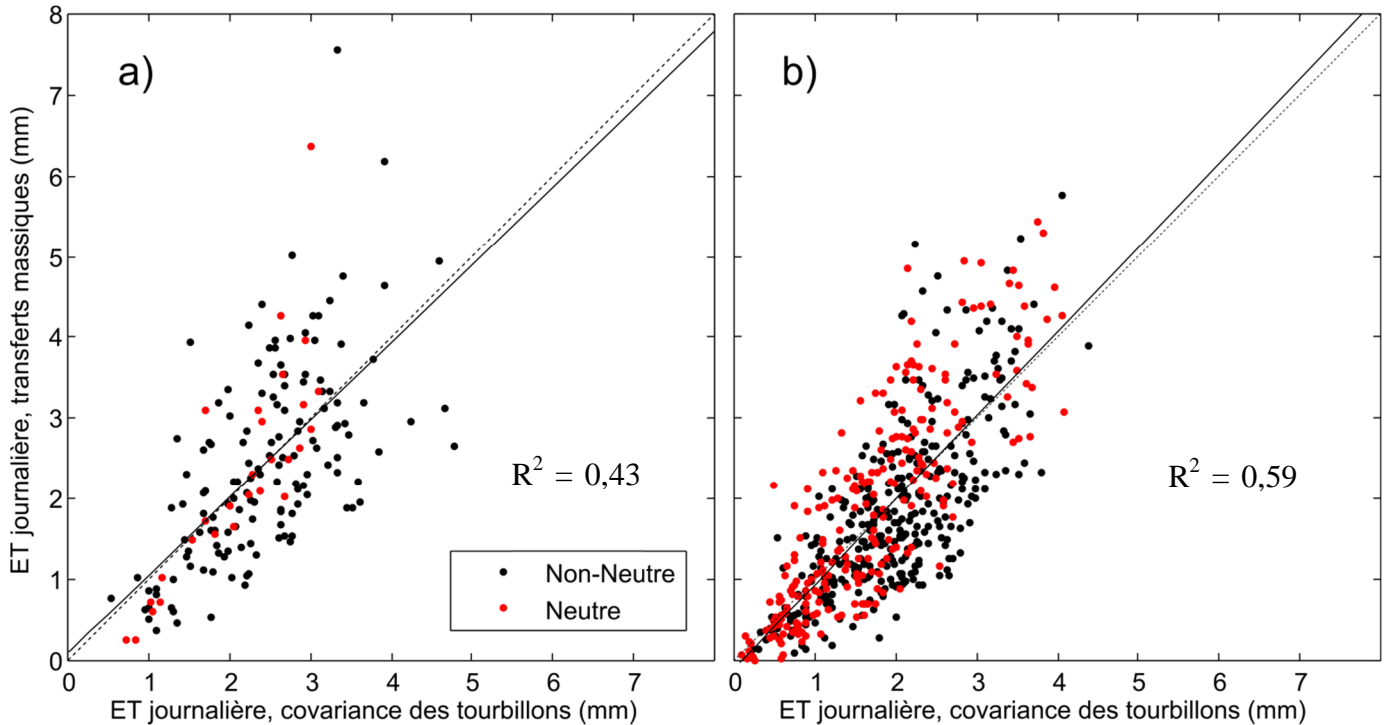 8
7
6
5
4
3
2
1
0
ET journalière, transferts massiques (mm)
a)
R² = 0,43
Non-Neutre
Neutre
0 1 2 3 4 5 6 7
ET journalière, covariance des tourbillons (mm)
b)
R² = 0,59
0 1 2 3 4 5 6 7
ET journalière, covariance des tourbillons (mm)